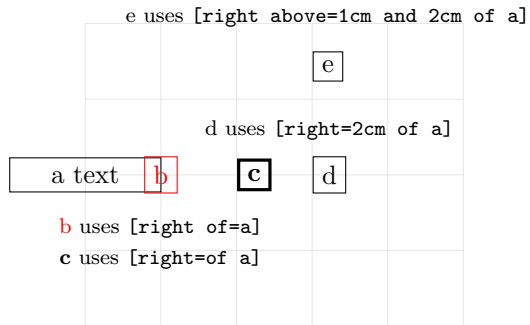 e uses [right above=1cm and 2cm of a]
e
d uses [right=2cm of a]
a text b c d
b uses [right of=a]
c uses [right=of a]